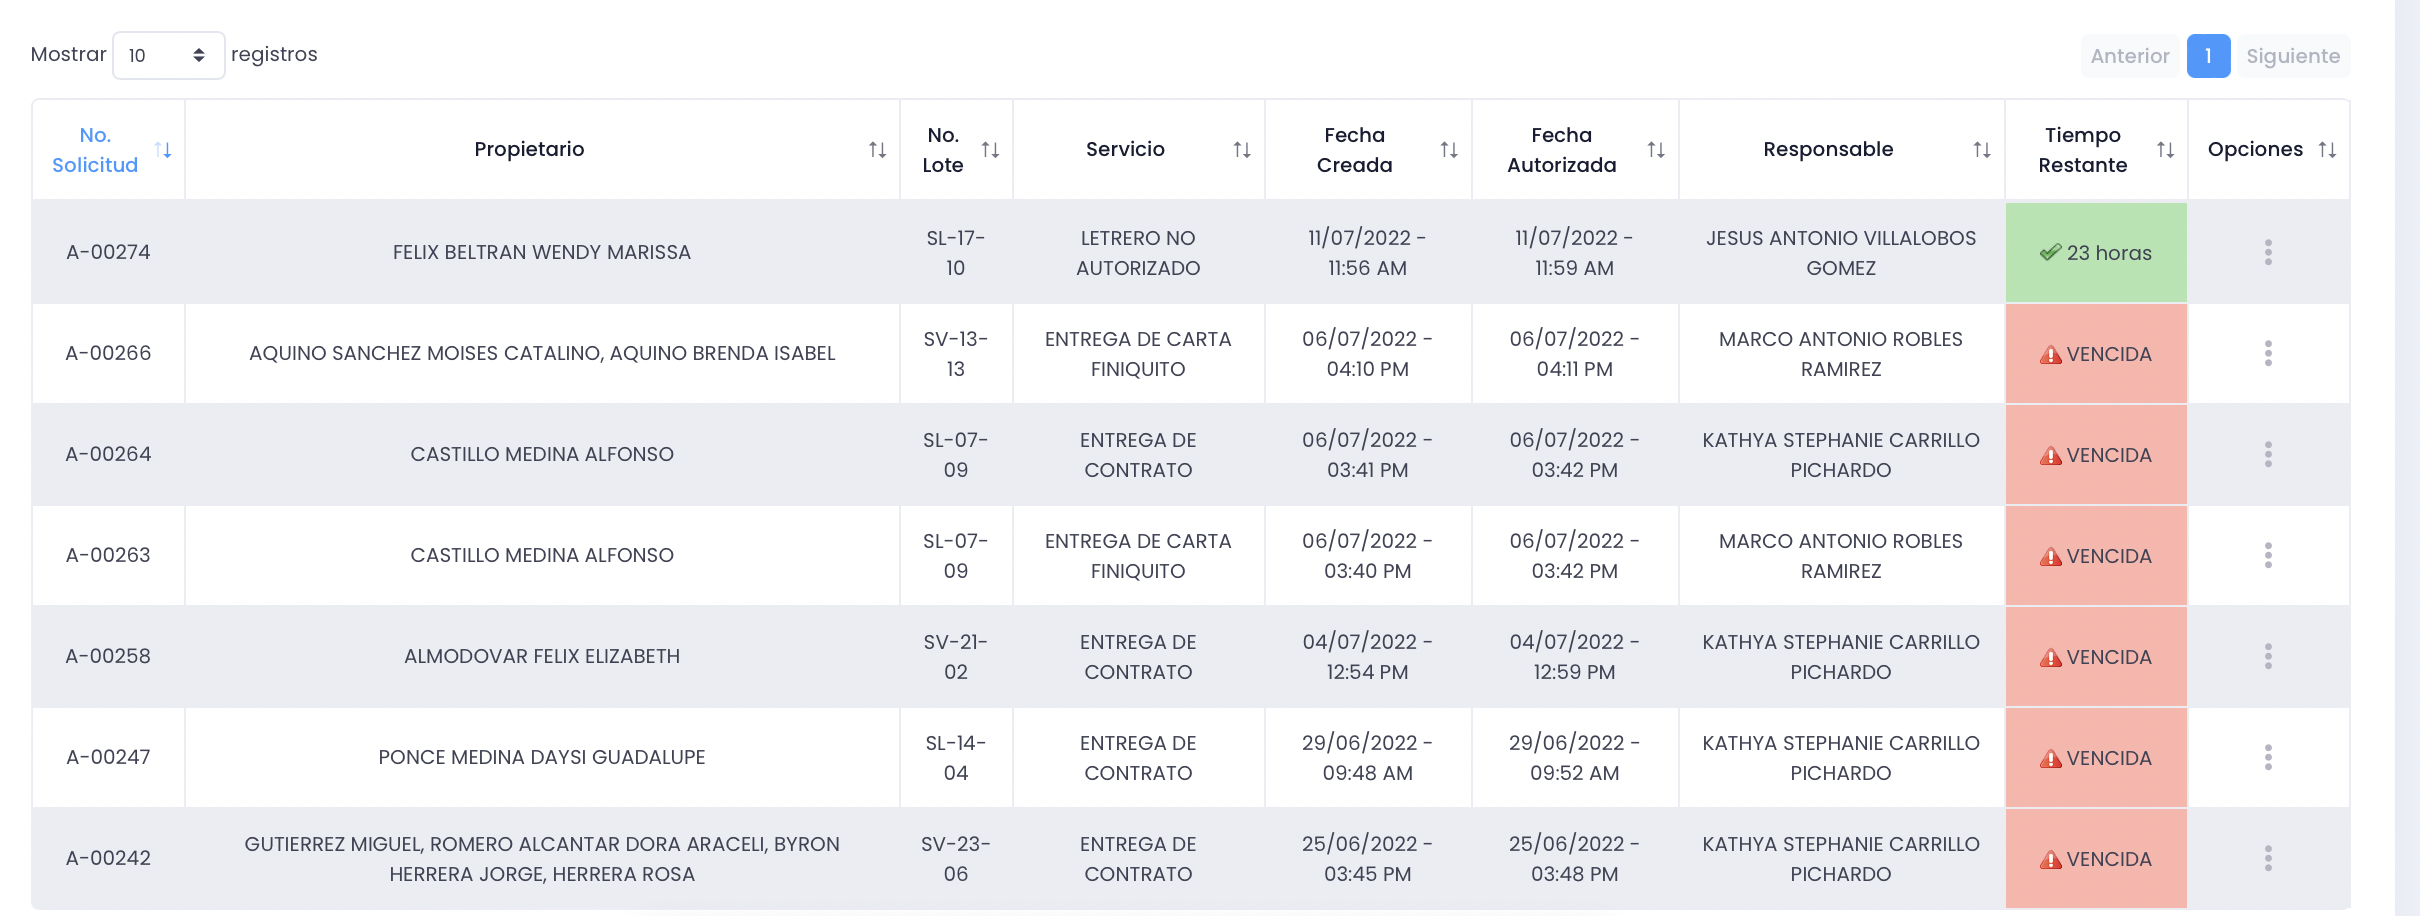 Mostrar 10 registros
Anterior 1 Siguiente
No. Solicitud
Propietario
No. Lote
Servicio
Fecha Creada
Fecha Autorizada
Responsable
Tiempo Restante
Opciones
A-00274
FELIX BELTRAN WENDY MARISSA
SL-17-
10
LETRERO NO
AUTORIZADO
11/07/2022 -
11:56 AM
11/07/2022 -
11:59 AM
JESUS ANTONIO VILLALOBOS
GOMEZ
23 horas
A-00266
AQUINO SANCHEZ MOISES CATALINO, AQUINO BRENDA ISABEL
SV-13-
13
ENTREGA DE CARTA
FINIQUITO
06/07/2022 -
04:10 PM
06/07/2022 -
04:11 PM
MARCO ANTONIO ROBLES
RAMIREZ
VENCIDA
A-00264
CASTILLO MEDINA ALFONSO
SL-07-
09
ENTREGA DE
CONTRATO
06/07/2022 -
03:41 PM
06/07/2022 -
03:42 PM
KATHYA STEPHANIE CARRILLO
PICHARDO
VENCIDA
A-00263
CASTILLO MEDINA ALFONSO
SL-07-
09
ENTREGA DE CARTA
FINIQUITO
06/07/2022 -
03:40 PM
06/07/2022 -
03:42 PM
MARCO ANTONIO ROBLES
RAMIREZ
VENCIDA
A-00258
ALMODOVAR FELIX ELIZABETH
SV-21-
02
ENTREGA DE
CONTRATO
04/07/2022 -
12:54 PM
04/07/2022 -
12:59 PM
KATHYA STEPHANIE CARRILLO
PICHARDO
VENCIDA
A-00247
PONCE MEDINA DAYSI GUADALUPE
SL-14-
04
ENTREGA DE
CONTRATO
29/06/2022 -
09:48 AM
29/06/2022 -
09:52 AM
KATHYA STEPHANIE CARRILLO
PICHARDO
VENCIDA
A-00242
GUTIERREZ MIGUEL, ROMERO ALCANTAR DORA ARACELI, BYRON
HERRERA JORGE, HERRERA ROSA
SV-23-
06
ENTREGA DE
CONTRATO
25/06/2022 -
03:45 PM
25/06/2022 -
03:48 PM
KATHYA STEPHANIE CARRILLO
PICHARDO
VENCIDA